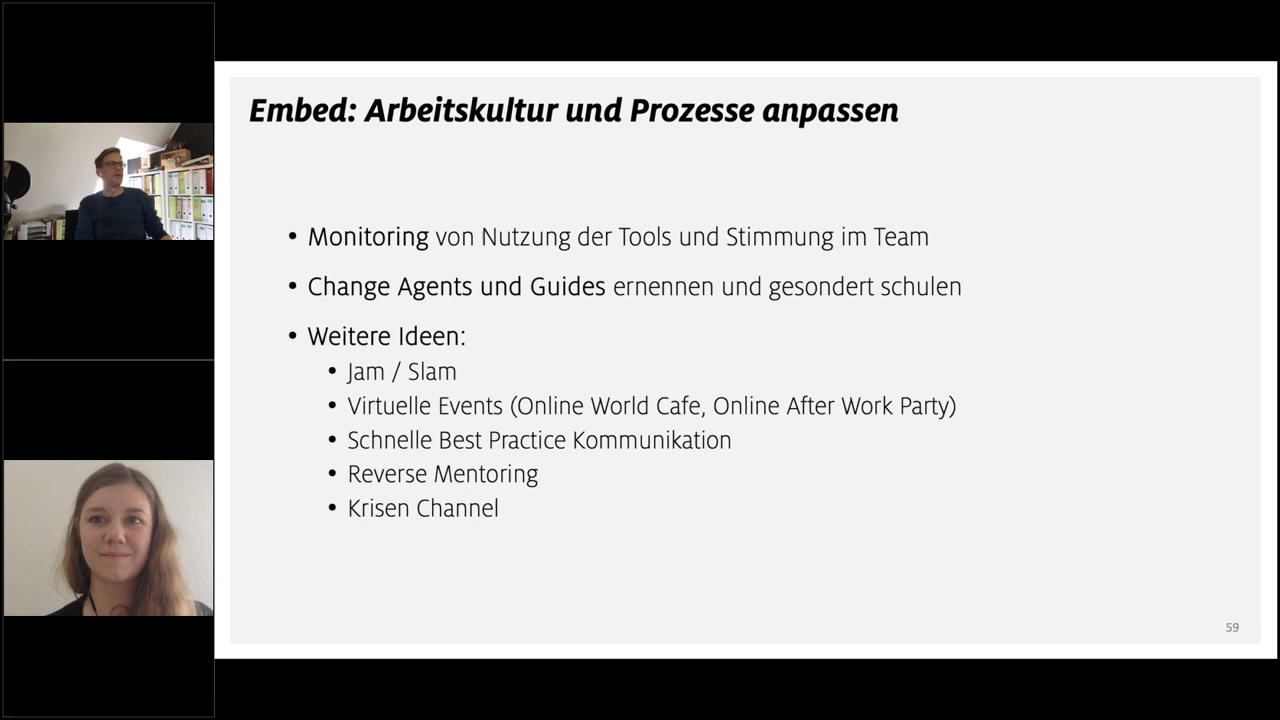 Embed: Arbeitskultur und Prozesse anpassen
• Monitoring von Nutzung der Tools und Stimmung im Team
• Change Agents und Guides ernennen und gesondert schulen
• Weitere Ideen:
• Jam / Slam
• Virtuelle Events (Online World Cafe, Online After Work Party)
• Schnelle Best Practice Kommunikation
• Reverse Mentoring
• Krisen Channel
59